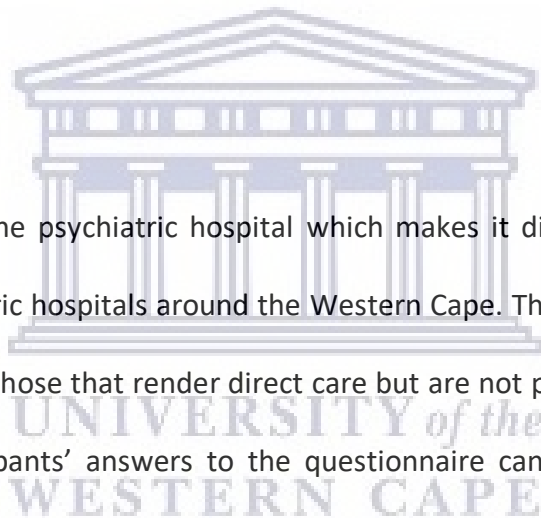 he psychiatric hospital which makes it di
ric hospitals around the Western Cape. Th
hose that render direct care but are not p
UNIVERSITY of the
pants’ answers to the questionnaire can
WESTERN CAPE